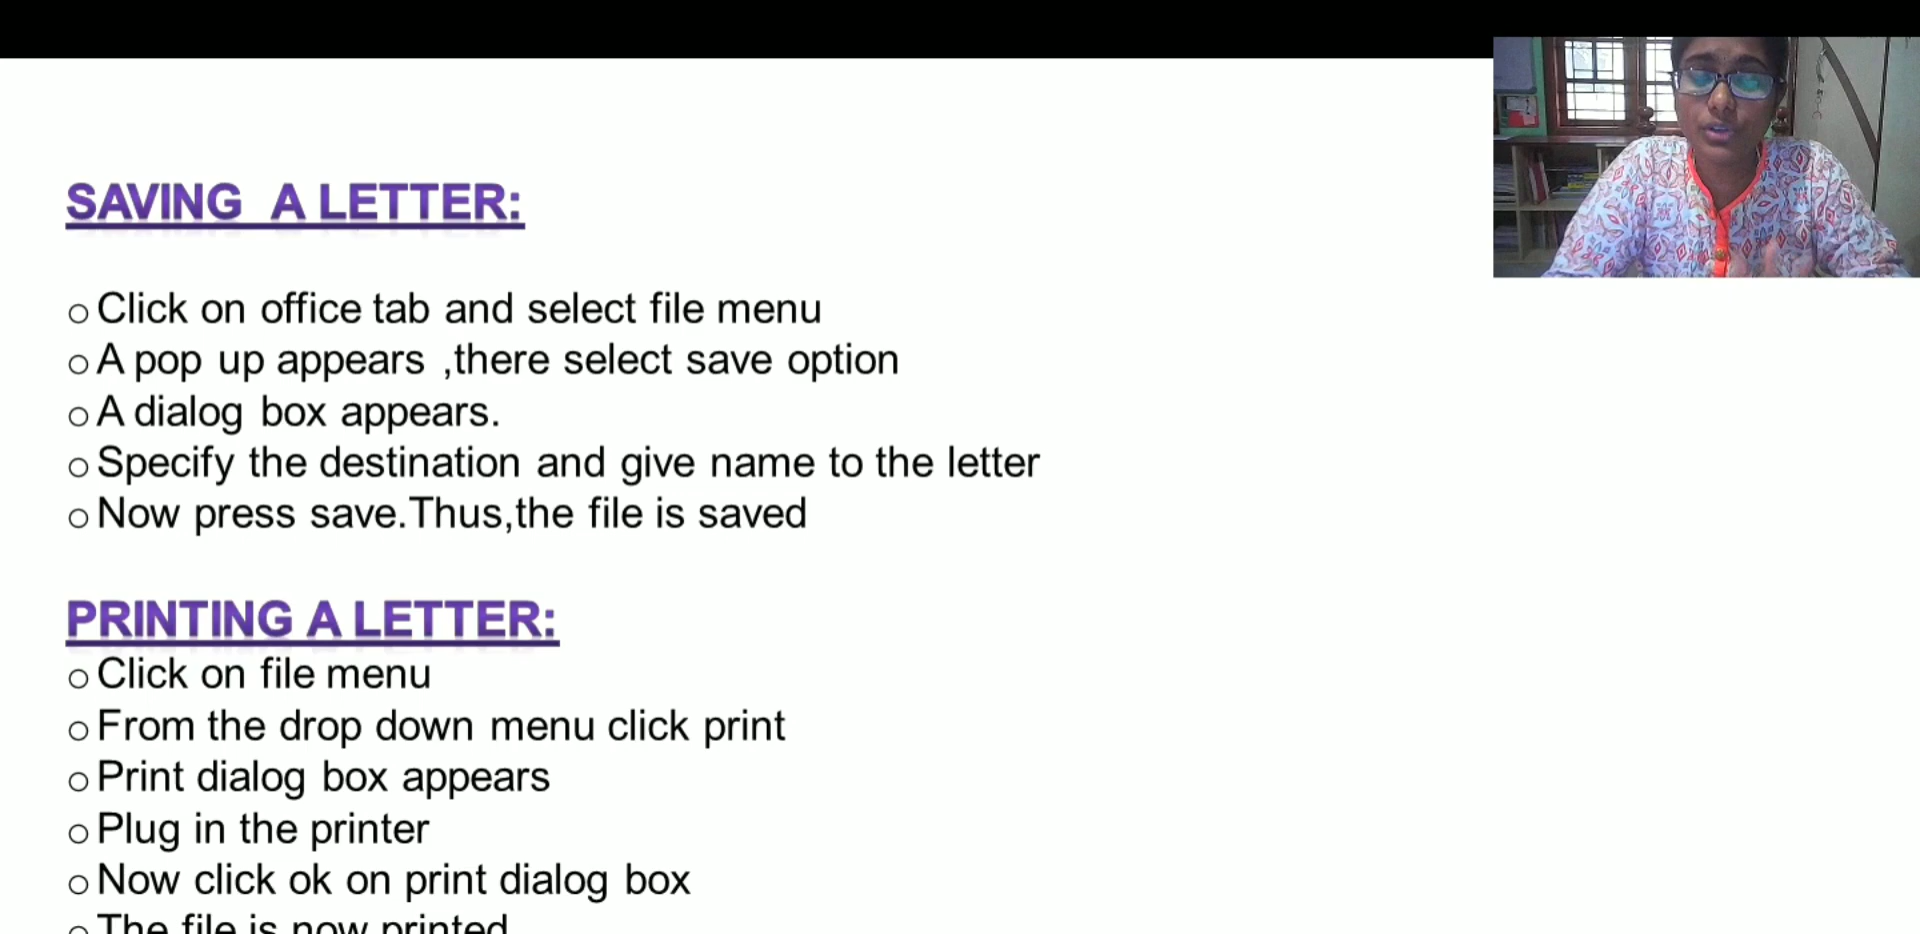 SAVING A LETTER:
○ Click on office tab and select file menu
○ A pop up appears ,there select save option
○ A dialog box appears.
○ Specify the destination and give name to the letter
○ Now press save.Thus,the file is saved
PRINTING A LETTER:
○ Click on file menu
○ From the drop down menu click print
○ Print dialog box appears
○ Plug in the printer
○ Now click ok on print dialog box
○ The file is now printed